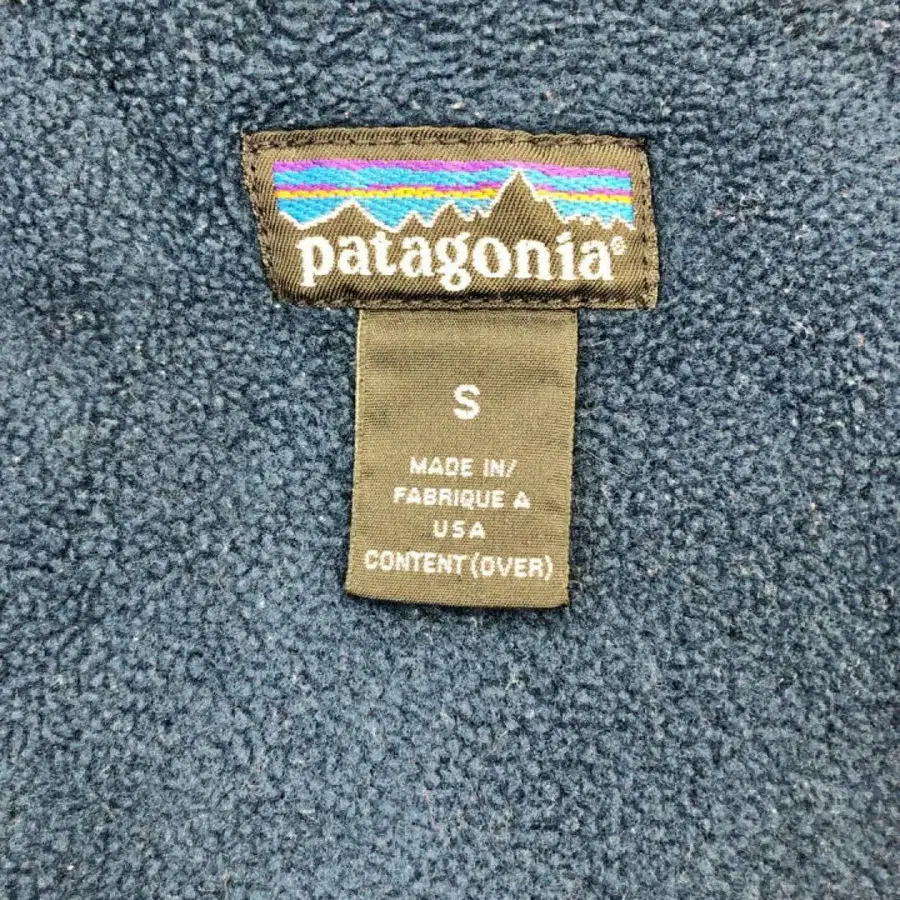 patagonia®
S
MADE IN/
FABRIQUE A
USA
CONTENT (OVER)